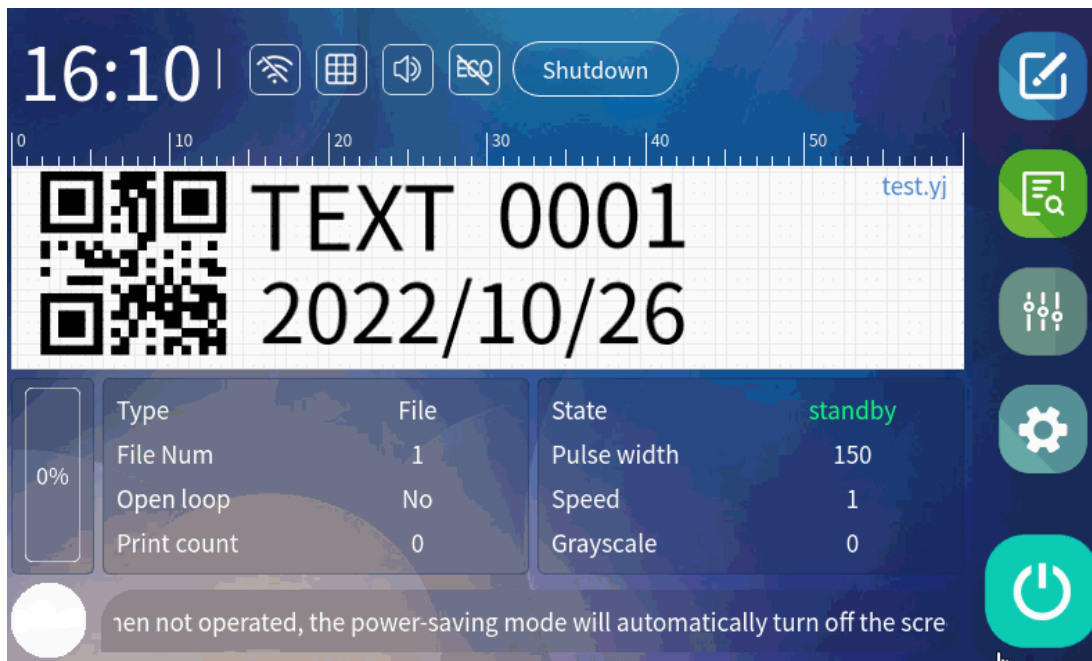 16:10 ECO Shutdown
0 10 20 30 40 50
test.yj
TEXT 0001
2022/10/26
Type File
File Num 1
Open loop No
Print count 0
0%
State standby
Pulse width 150
Speed 1
Grayscale 0
not operated, the power-saving mode will automatically turn off the